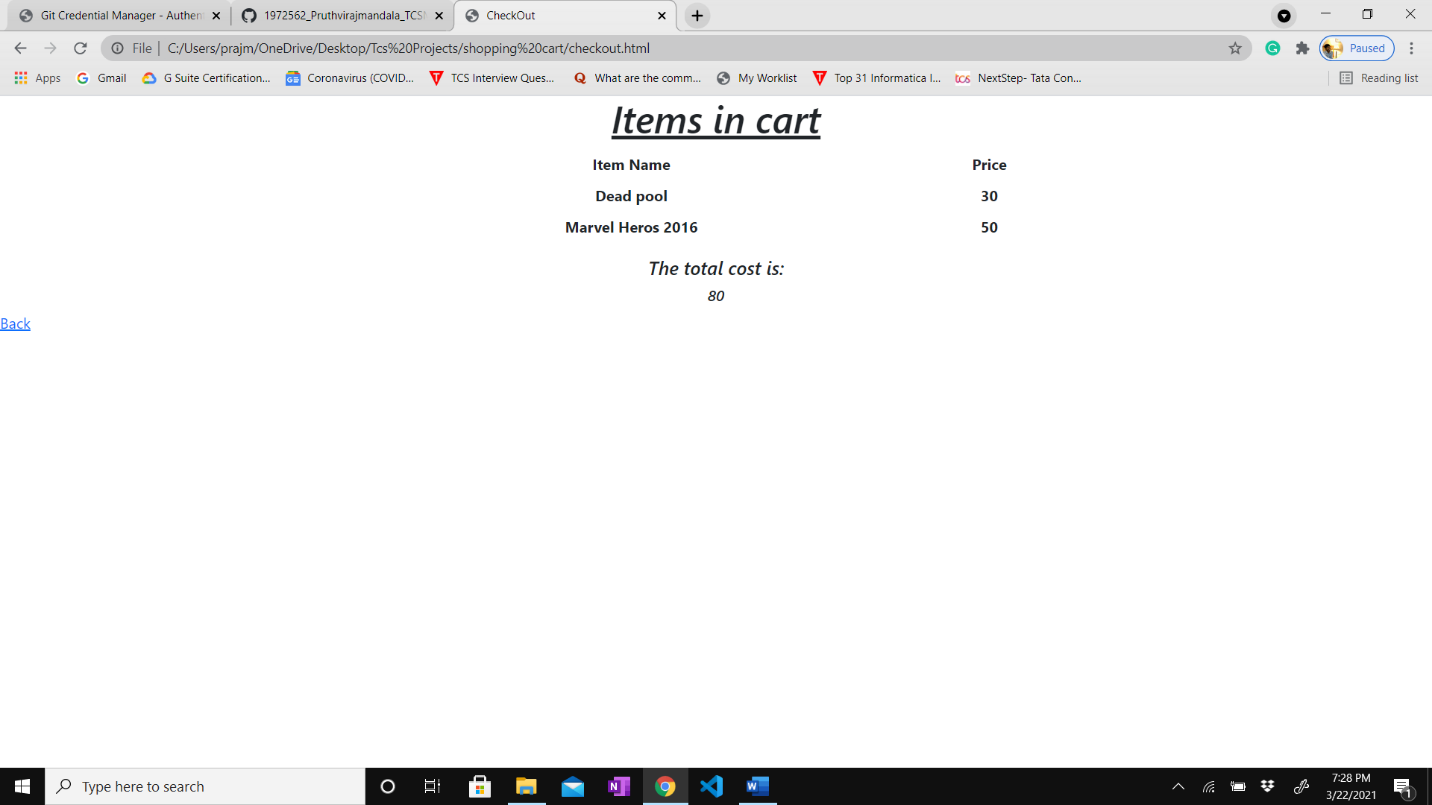 Git Credential Manager - Authen
1972562_Pruthvirajmandala_TCS
CheckOut
File | C:/Users/prajm/OneDrive/Desktop/Tcs%20Projects/shopping%20cart/checkout.html
Paused
Apps
Gmail
G Suite Certification...
Coronavirus (COVID...
TCS Interview Ques...
What are the comm...
My Worklist
Top 31 Informatica I...
NextStep- Tata Con...
Reading list
Items in cart
Item Name Price
Dead pool 30
Marvel Heros 2016 50
The total cost is:
80
Back
Type here to search
7:28 PM
3/22/2021
1